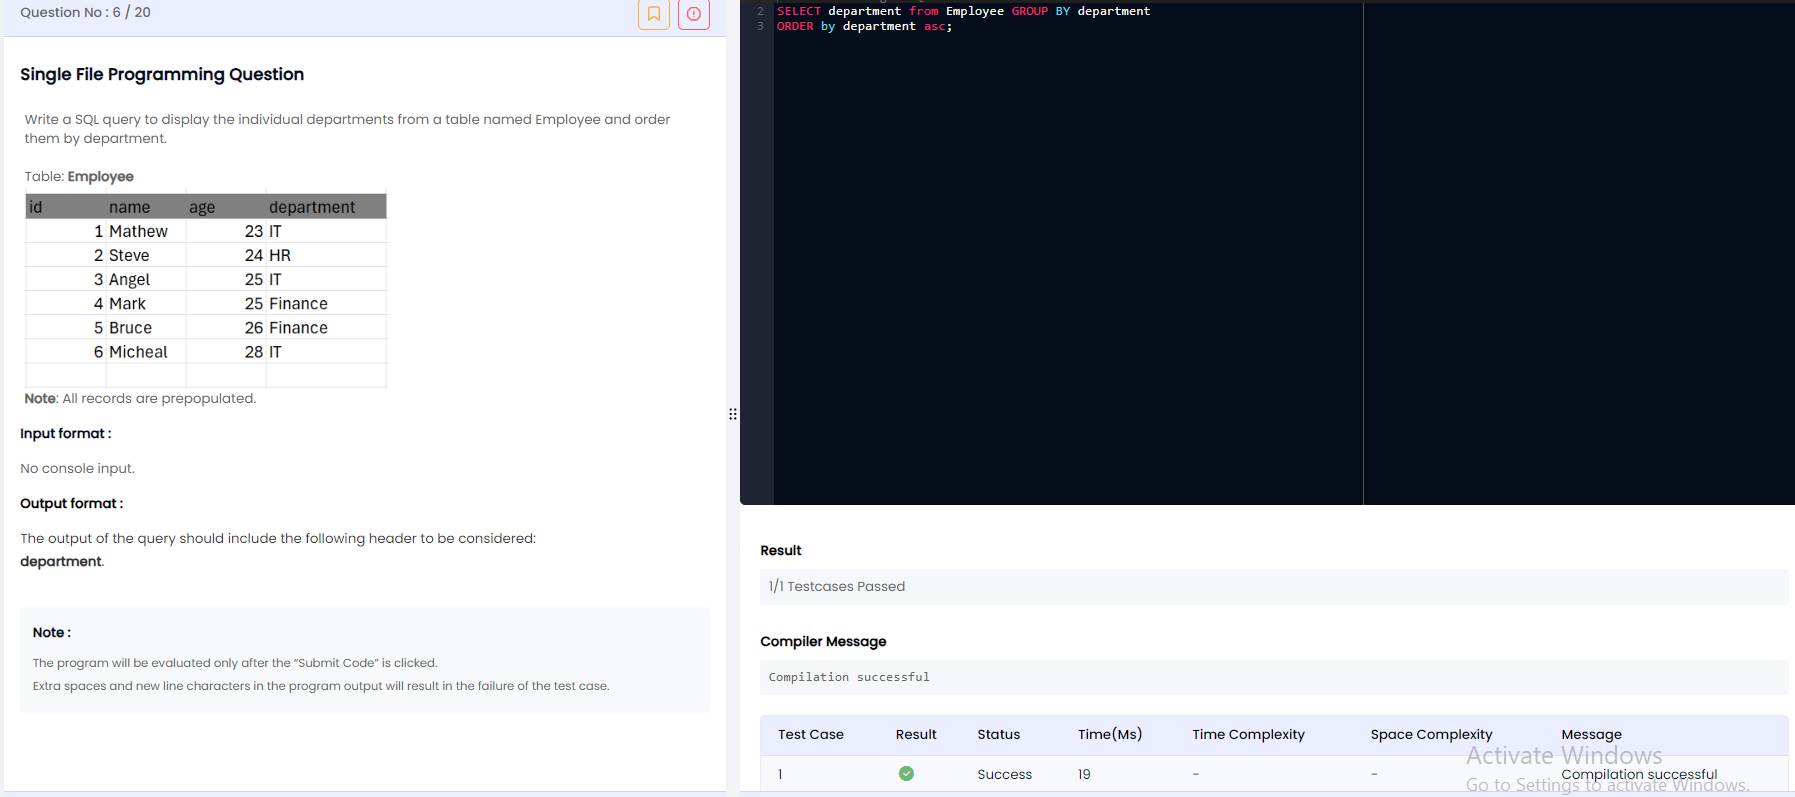 Question No : 6 / 20
Single File Programming Question
Write a SQL query to display the individual departments from a table named Employee and order
them by department.
Table: Employee
id name age department
1 Mathew 23 IT
2 Steve 24 HR
3 Angel 25 IT
4 Mark 25 Finance
5 Bruce 26 Finance
6 Micheal 28 IT
Note: All records are prepopulated.
Input format :
No console input.
Output format :
The output of the query should include the following header to be considered:
department.
Note :
The program will be evaluated only after the “Submit Code” is clicked.
Extra spaces and new line characters in the program output will result in the failure of the test case.
2 SELECT department from Employee GROUP BY department
3 ORDER by department asc;
Result
1/1 Testcases Passed
Compiler Message
Compilation successful
Test Case Result Status Time(Ms) Time Complexity Space Complexity Message
1 Success 19 - - Compilation successful
Activate Windows
Go to Settings to activate Windows.